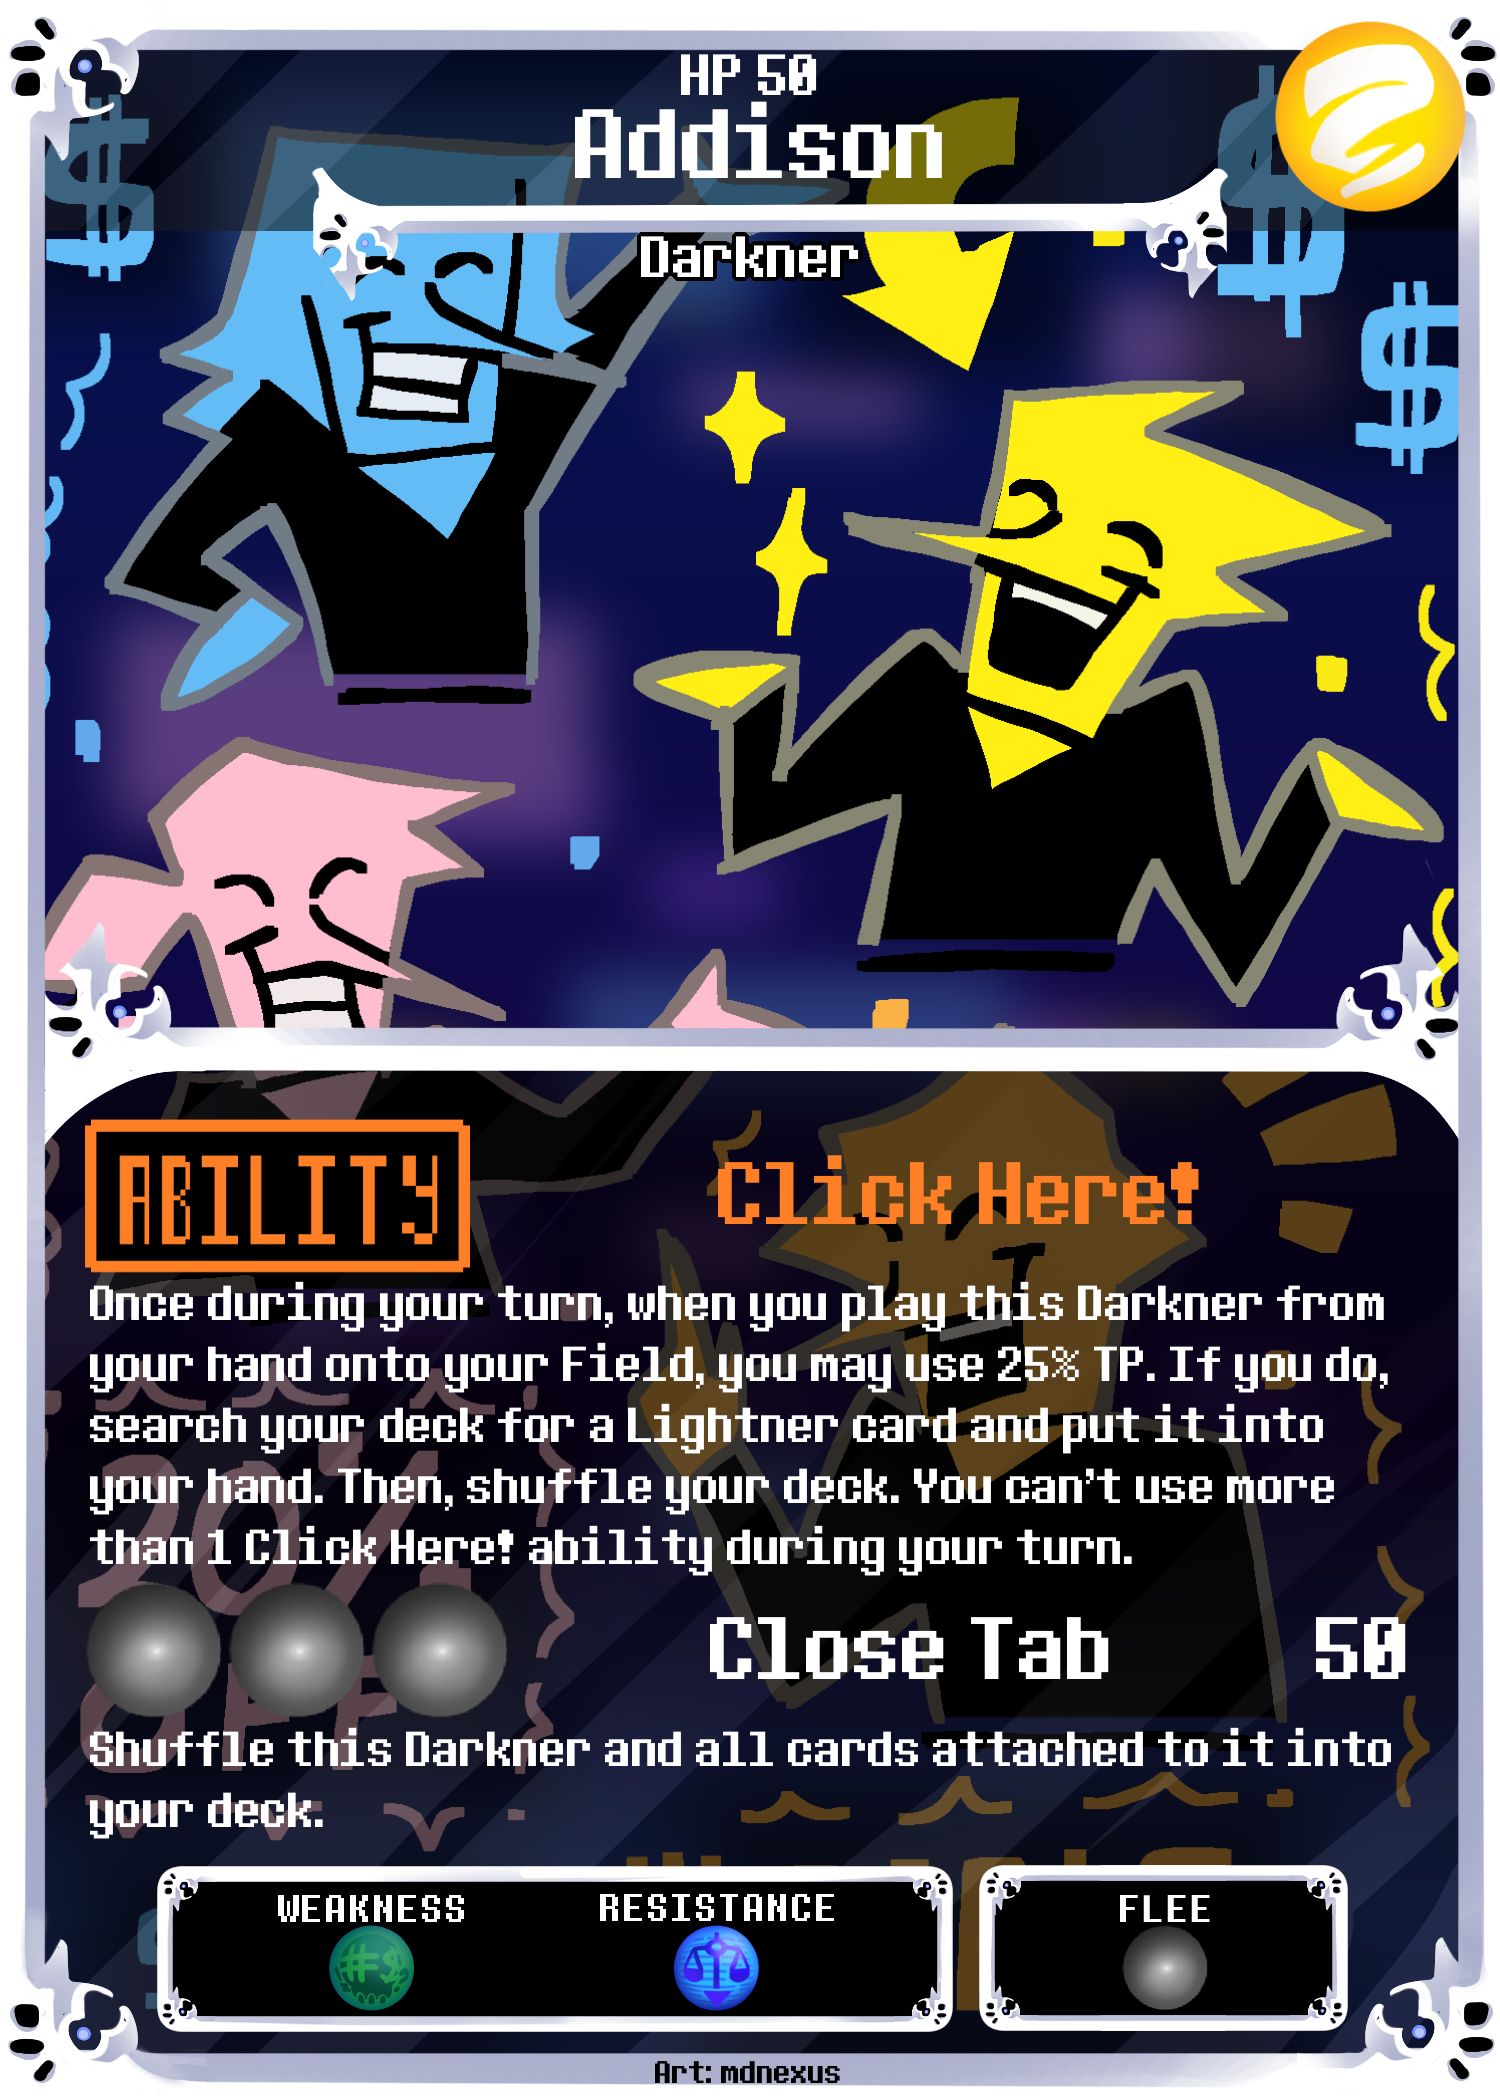 HP 50
Addison
Darkner
ABILITY Click Here!
Once during your turn, when you play this Darkner from
your hand onto your Field, you may use 25% TP. If you do,
search your deck for a Lightner card and put it into
your hand. Then, shuffle your deck. You can't use more
than 1 Click Here! ability during your turn.
Close Tab 50
Shuffle this Darkner and all cards attached to it into
your deck.
WEAKNESS RESISTANCE FLEE
Art: mdnexus